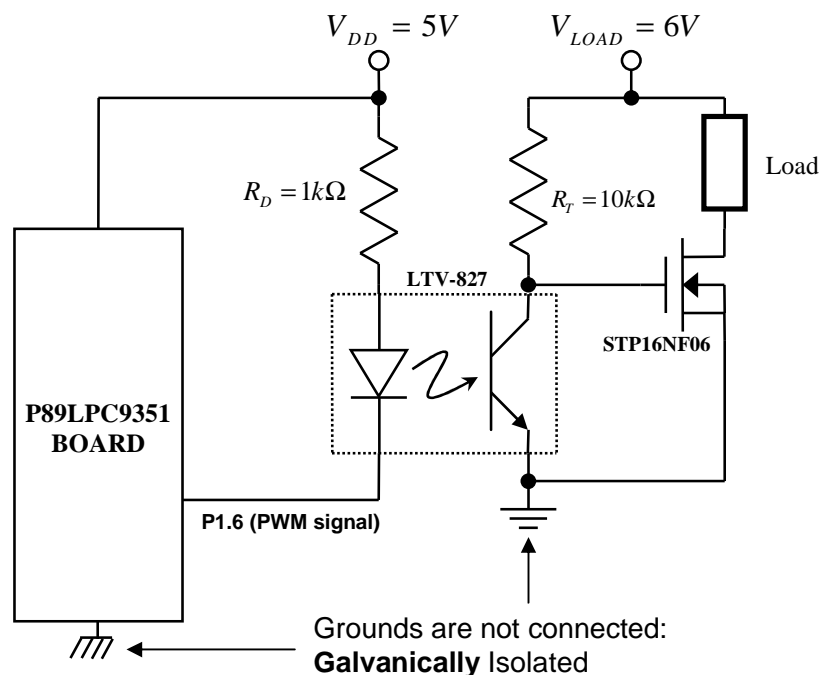 V_DD = 5V
V_LOAD = 6V
R_D = 1kΩ
R_T = 10kΩ
Load
LTV-827
STP16NF06
P89LPC9351
BOARD
P1.6 (PWM signal)
Grounds are not connected:
Galvanically Isolated